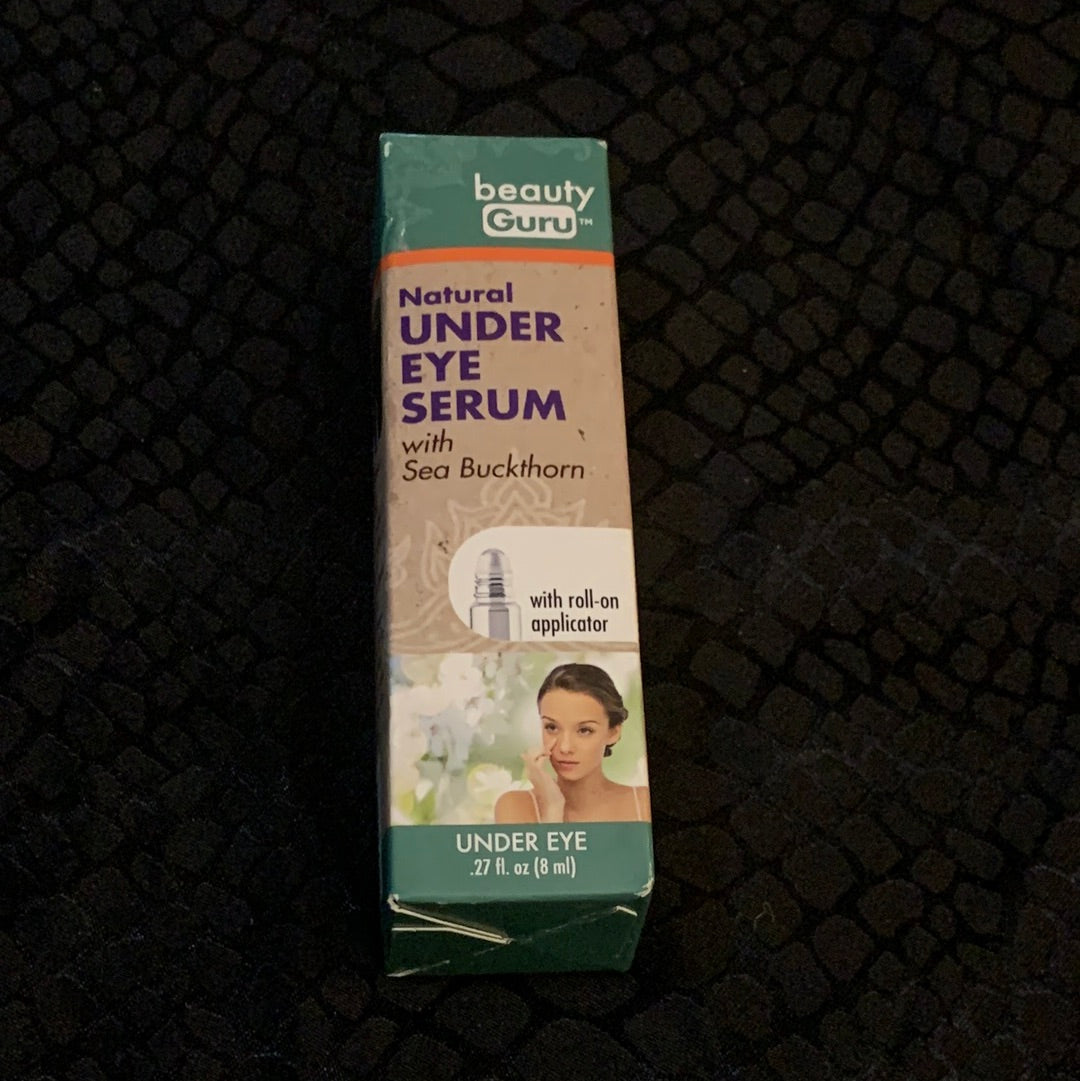 beauty
Guru™
Natural
UNDER
EYE
SERUM
with
Sea Buckthorn
with roll-on
applicator
UNDER EYE
.27 fl. oz (8 ml)